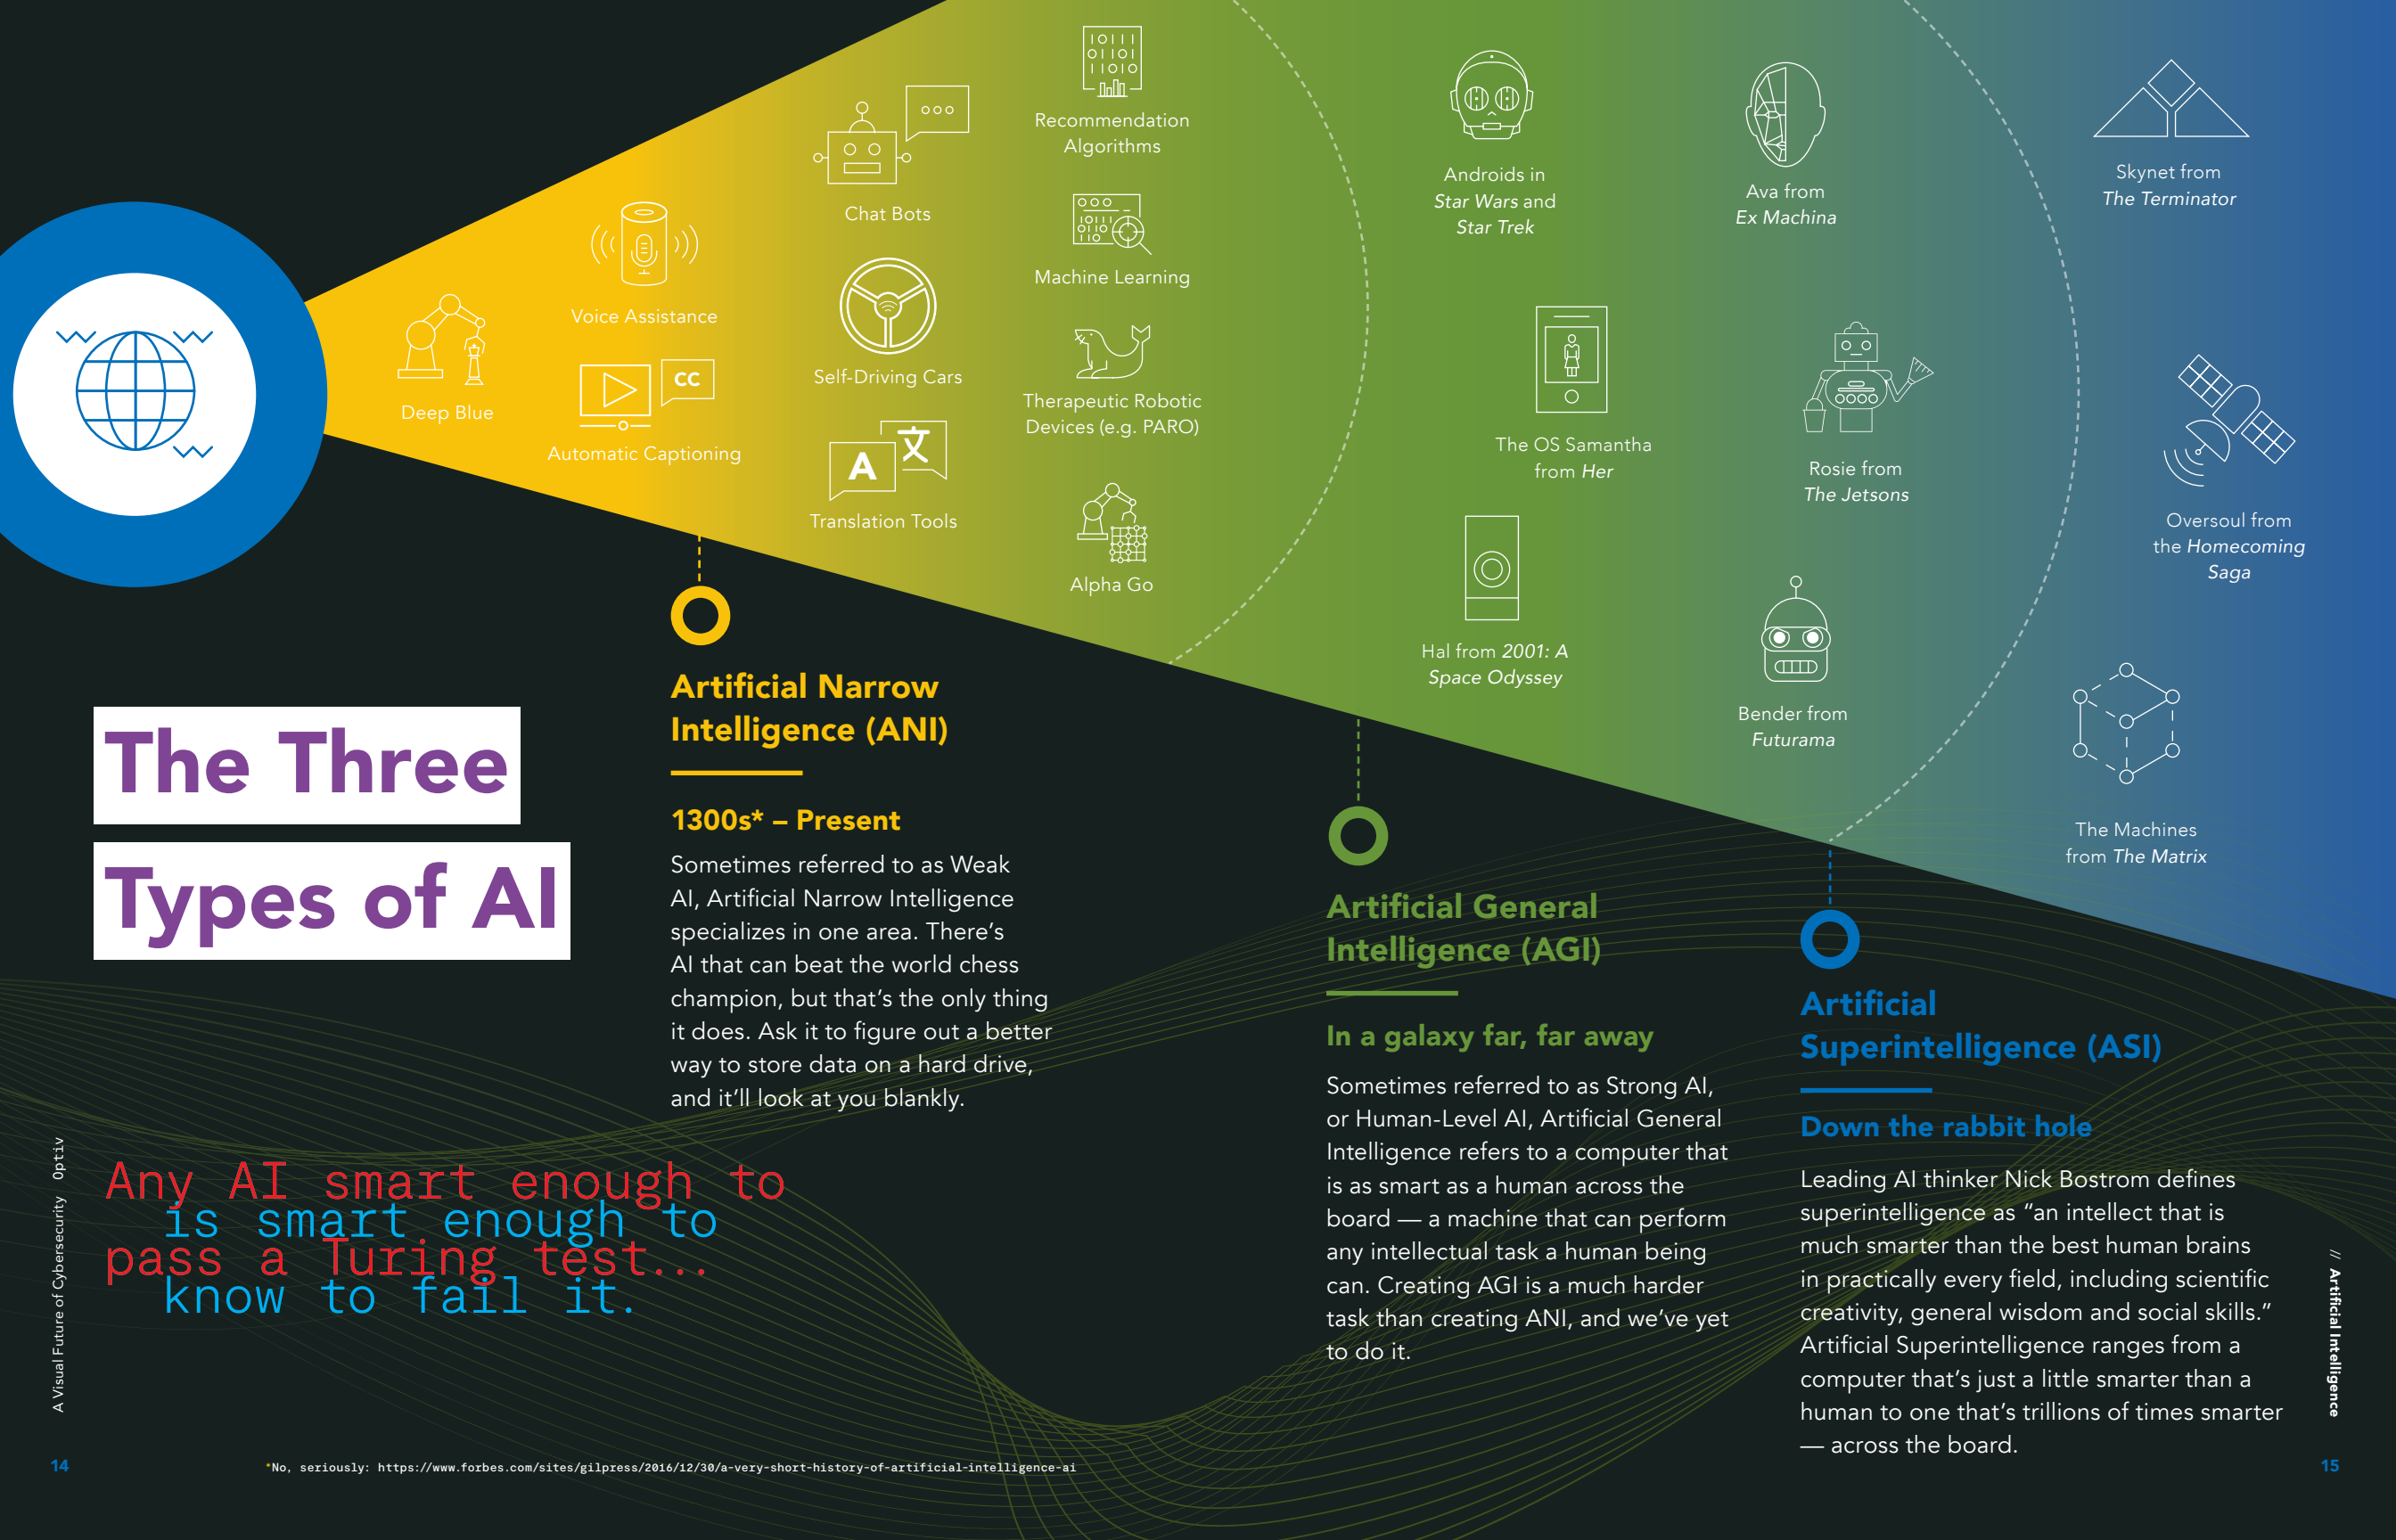 The Three
Types of AI
Deep Blue
Voice Assistance
CC
Automatic Captioning
Chat Bots
Self-Driving Cars
A 文
Translation Tools
10111
01101
11010
Recommendation
Algorithms
1011
0110
110
Machine Learning
Therapeutic Robotic
Devices (e.g. PARO)
Alpha Go
Androids in
Star Wars and
Star Trek
Ava from
Ex Machina
The OS Samantha
from Her
Rosie from
The Jetsons
Hal from 2001: A
Space Odyssey
Bender from
Futurama
Skynet from
The Terminator
Oversoul from
the Homecoming
Saga
The Machines
from The Matrix
Artificial Narrow
Intelligence (ANI)
1300s* – Present
Sometimes referred to as Weak
AI, Artificial Narrow Intelligence
specializes in one area. There’s
AI that can beat the world chess
champion, but that’s the only thing
it does. Ask it to figure out a better
way to store data on a hard drive,
and it’ll look at you blankly.
Artificial General
Intelligence (AGI)
In a galaxy far, far away
Sometimes referred to as Strong AI,
or Human-Level AI, Artificial General
Intelligence refers to a computer that
is as smart as a human across the
board — a machine that can perform
any intellectual task a human being
can. Creating AGI is a much harder
task than creating ANI, and we’ve yet
to do it.
Artificial
Superintelligence (ASI)
Down the rabbit hole
Leading AI thinker Nick Bostrom defines
superintelligence as “an intellect that is
much smarter than the best human brains
in practically every field, including scientific
creativity, general wisdom and social skills.”
Artificial Superintelligence ranges from a
computer that’s just a little smarter than a
human to one that’s trillions of times smarter
— across the board.
Any AI smart enough to
is smart enough to
pass a Turing test...
know to fail it.
A Visual Future of Cybersecurity Optiv
// Artificial Intelligence
14
*No, seriously: https://www.forbes.com/sites/gilpress/2016/12/30/a-very-short-history-of-artificial-intelligence-ai
15